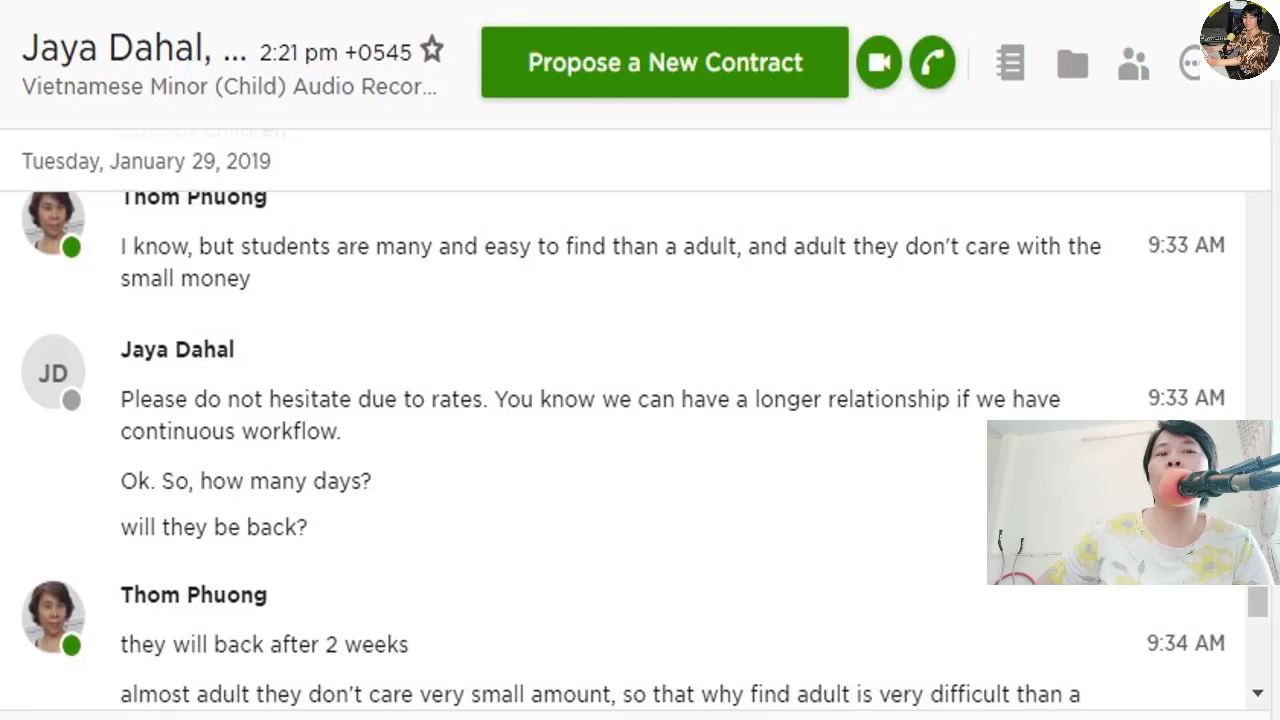 Jaya Dahal, ... 2:21 pm +0545
Propose a New Contract
Vietnamese Minor (Child) Audio Recor...
Tuesday, January 29, 2019
Thom Phuong
I know, but students are many and easy to find than a adult, and adult they don't care with the
9:33 AM
small money
Jaya Dahal
JD
Please do not hesitate due to rates. You know we can have a longer relationship if we have
9:33 AM
continuous workflow.
Ok. So, how many days?
will they be back?
Thom Phuong
they will back after 2 weeks
9:34 AM
almost adult they don't care very small amount, so that why find adult is very difficult than a